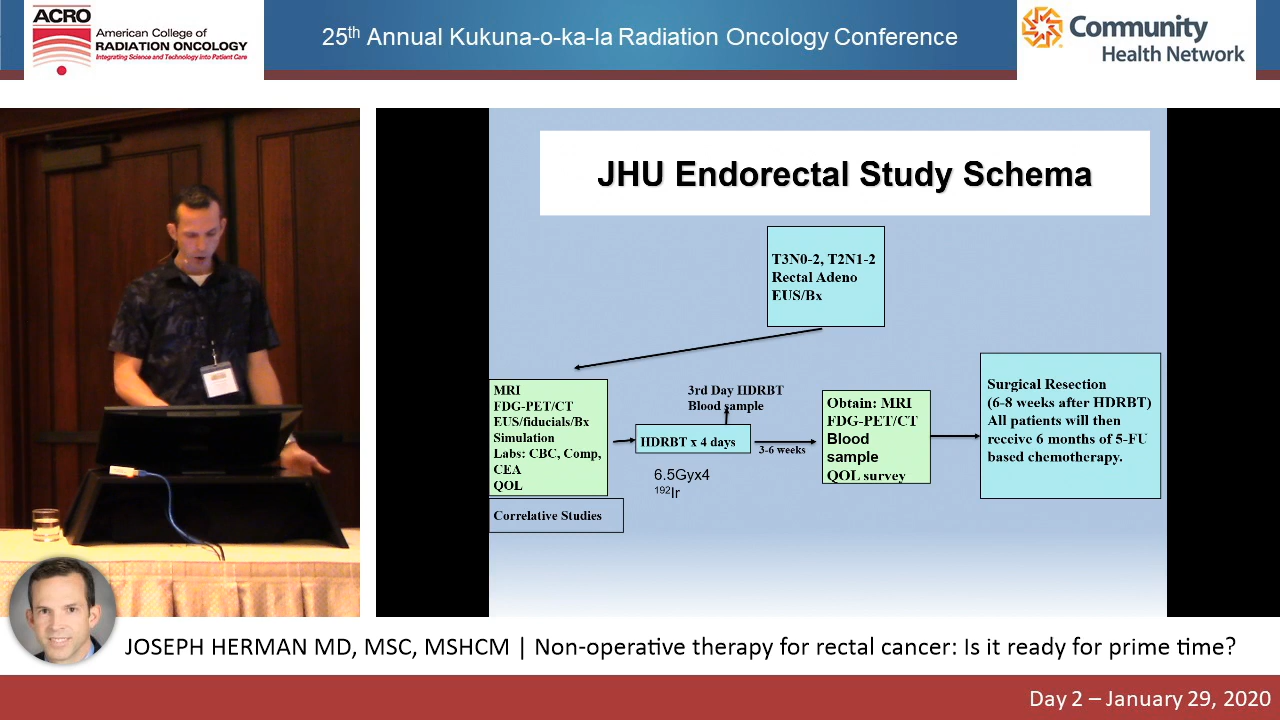 ACRO
American College of
RADIATION ONCOLOGY
Integrating Science and Technology Into Patient Care
25th Annual Kukuna-o-ka-la Radiation Oncology Conference
Community
Health Network
JHU Endorectal Study Schema
T3N0-2, T2N1-2
Rectal Adeno
EUS/Bx
MRI
FDG-PET/CT
EUS/fiducials/Bx
Simulation
Labs: CBC, Comp,
CEA
QOL
Correlative Studies
3rd Day HDRBT
Blood sample
HDRBT x 4 days
6.5Gyx4
192Ir
3-6 weeks
Obtain: MRI
FDG-PET/CT
Blood
sample
QOL survey
Surgical Resection
(6-8 weeks after HDRBT)
All patients will then
receive 6 months of 5-FU
based chemotherapy.
JOSEPH HERMAN MD, MSC, MSHCM | Non-operative therapy for rectal cancer: Is it ready for prime time?
Day 2 – January 29, 2020